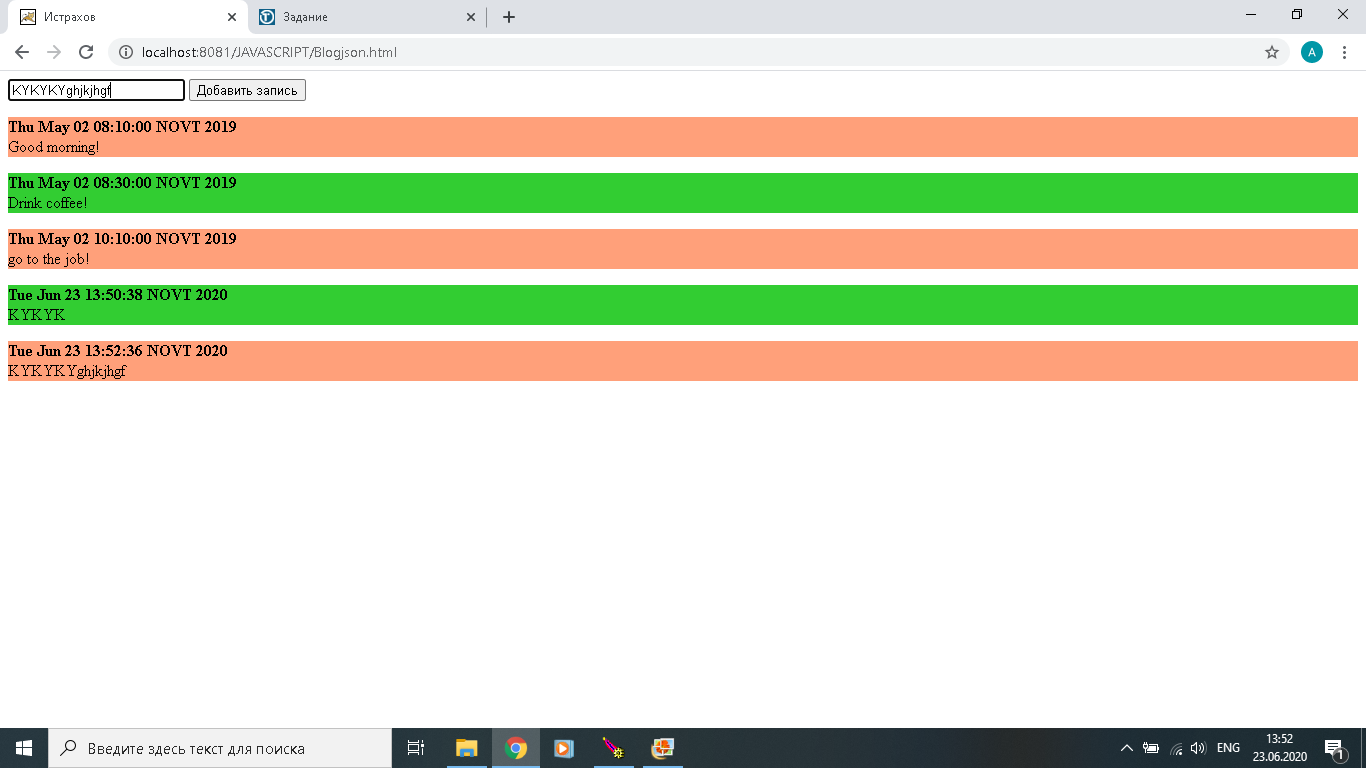 Истрахов
Задание
localhost:8081/JAVASCRIPT/Blogjson.html
A
KYKYKYghjkjhgf
Добавить запись
Thu May 02 08:10:00 NOVT 2019
Good morning!
Thu May 02 08:30:00 NOVT 2019
Drink coffee!
Thu May 02 10:10:00 NOVT 2019
go to the job!
Tue Jun 23 13:50:38 NOVT 2020
KYKYK
Tue Jun 23 13:52:36 NOVT 2020
KYKYKYghjkjhgf
Введите здесь текст для поиска
ENG
13:52
23.06.2020
1